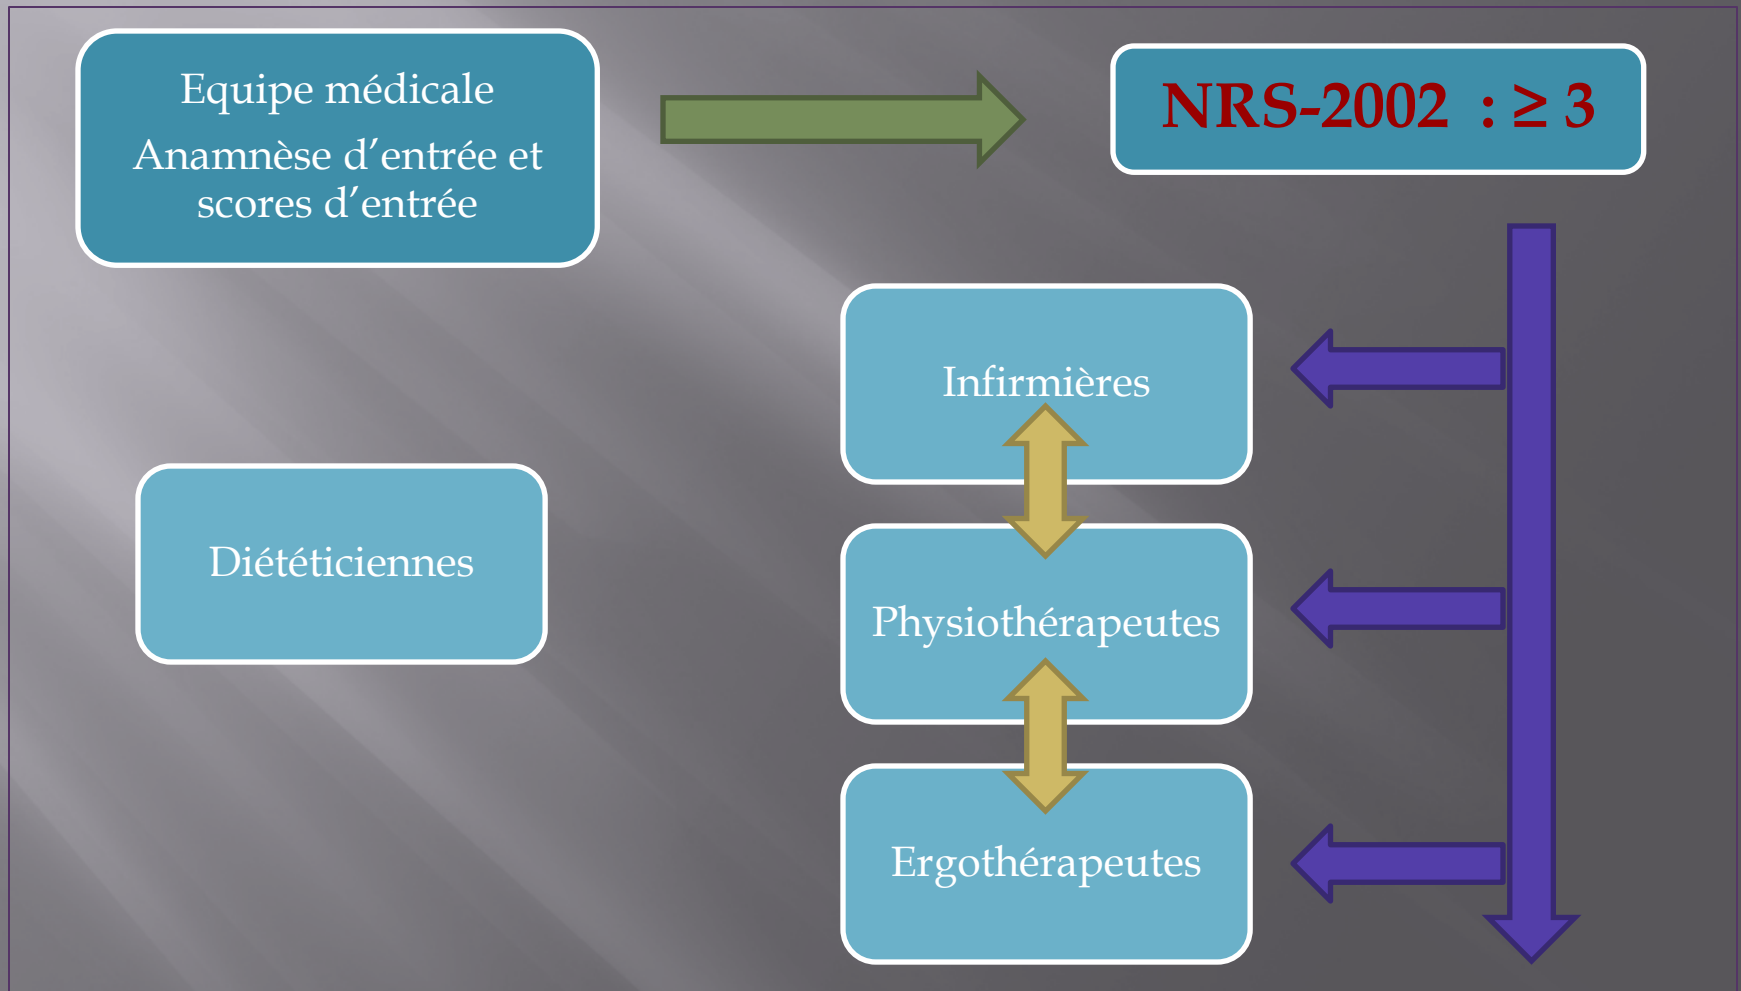 Equipe médicale
Anamnèse d’entrée et
scores d’entrée
NRS-2002 : ≥ 3
Infirmières
Diététiciennes
Physiothérapeutes
Ergothérapeutes